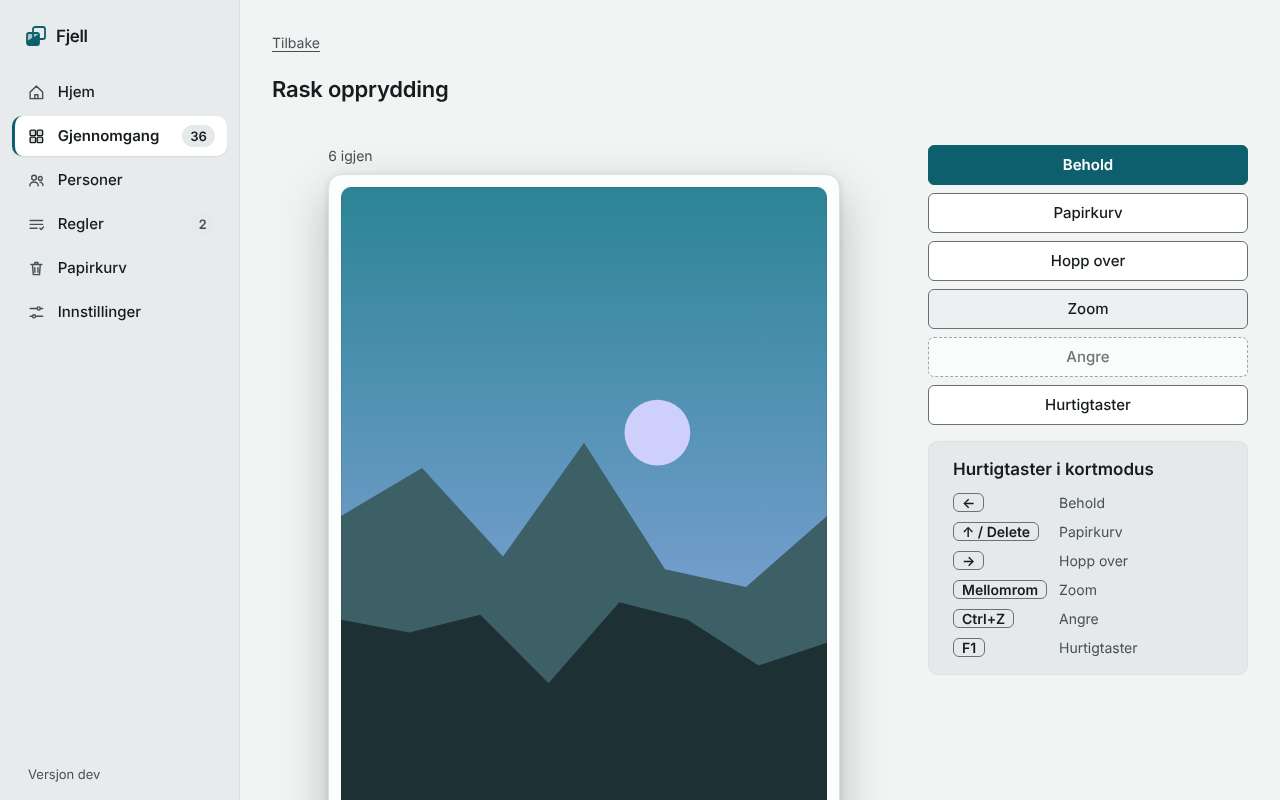 Fjell
Hjem
Gjennomgang 36
Personer
Regler 2
Papirkurv
Innstillinger
Versjon dev
Tilbake
Rask opprydding
6 igjen
Behold
Papirkurv
Hopp over
Zoom
Angre
Hurtigtaster
Hurtigtaster i kortmodus
← Behold
↑ / Delete Papirkurv
→ Hopp over
Mellomrom Zoom
Ctrl+Z Angre
F1 Hurtigtaster